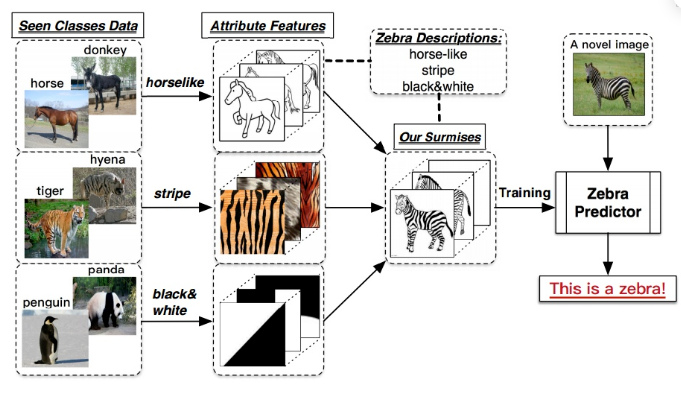 Seen Classes Data
Attribute Features
Zebra Descriptions:
horse-like
stripe
black&white
A novel image
donkey
horse
horselike
hyena
tiger
stripe
panda
penguin
black&
white
Our Surmises
Training
Zebra
Predictor
This is a zebra!